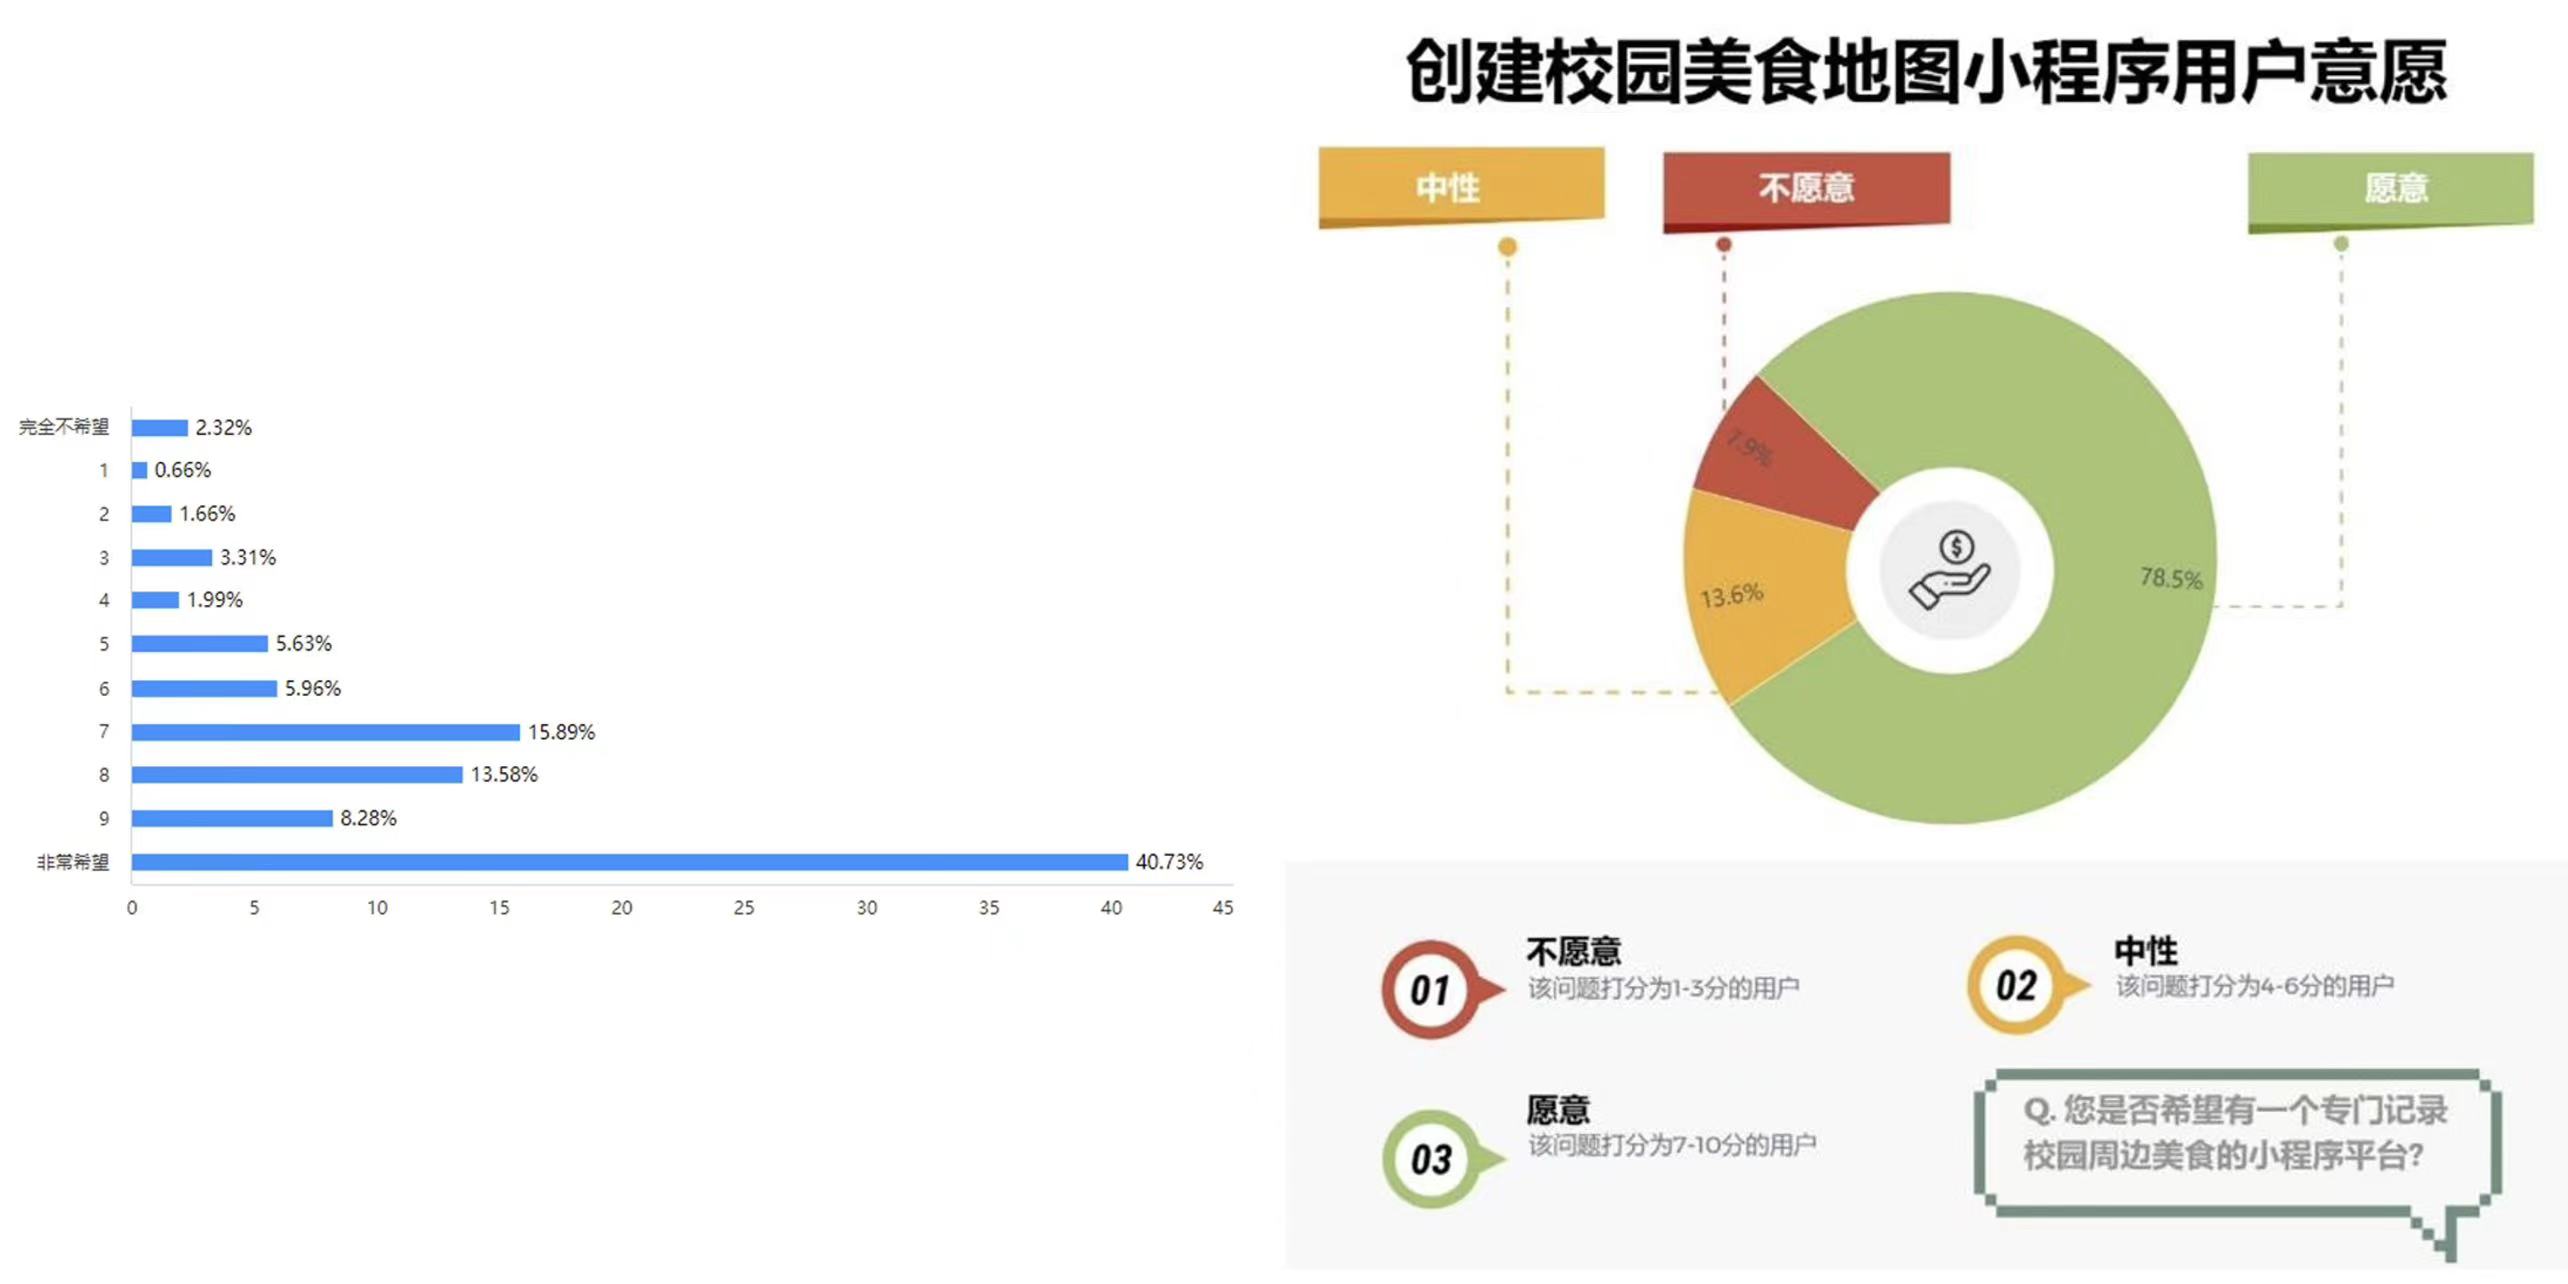 完全不希望 2.32%
1 0.66%
2 1.66%
3 3.31%
4 1.99%
5 5.63%
6 5.96%
7 15.89%
8 13.58%
9 8.28%
非常希望 40.73%
0 5 10 15 20 25 30 35 40 45
创建校园美食地图小程序用户意愿
中性 不愿意 愿意
7.9%
13.6%
78.5%
$
01
不愿意
该问题打分为1-3分的用户
02
中性
该问题打分为4-6分的用户
03
愿意
该问题打分为7-10分的用户
Q. 您是否希望有一个专门记录
校园周边美食的小程序平台?